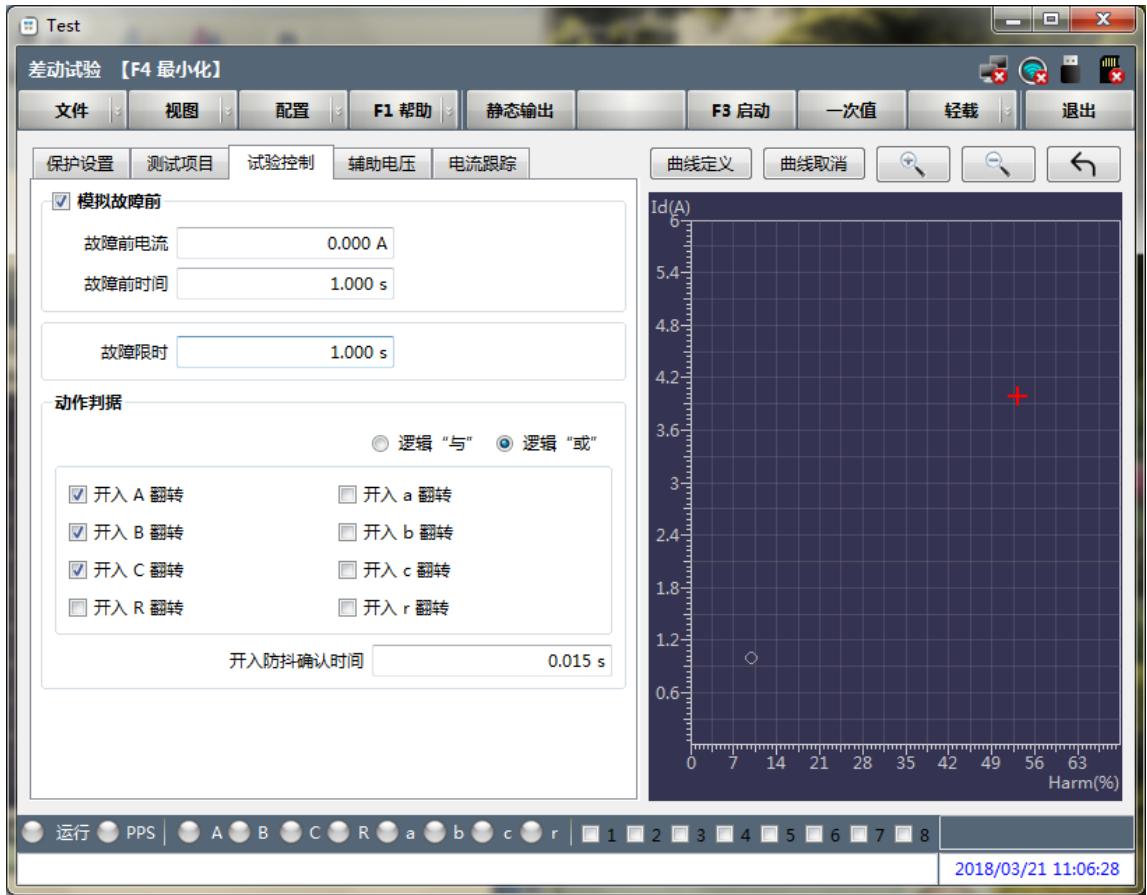 Test
差动试验 【F4 最小化】
文件 视图 配置 F1 帮助 静态输出 F3 启动 一次值 轻载 退出
保护设置 测试项目 试验控制 辅助电压 电流跟踪
曲线定义 曲线取消
模拟故障前
故障前电流 0.000 A
故障前时间 1.000 s
故障限时 1.000 s
动作判据
逻辑 “与” 逻辑 “或”
开入 A 翻转 开入 a 翻转
开入 B 翻转 开入 b 翻转
开入 C 翻转 开入 c 翻转
开入 R 翻转 开入 r 翻转
开入防抖确认时间 0.015 s
Id(A)
6
5.4
4.8
4.2
3.6
3
2.4
1.8
1.2
0.6
0 7 14 21 28 35 42 49 56 63
Harm(%)
运行 PPS A B C R a b c r 1 2 3 4 5 6 7 8
2018/03/21 11:06:28